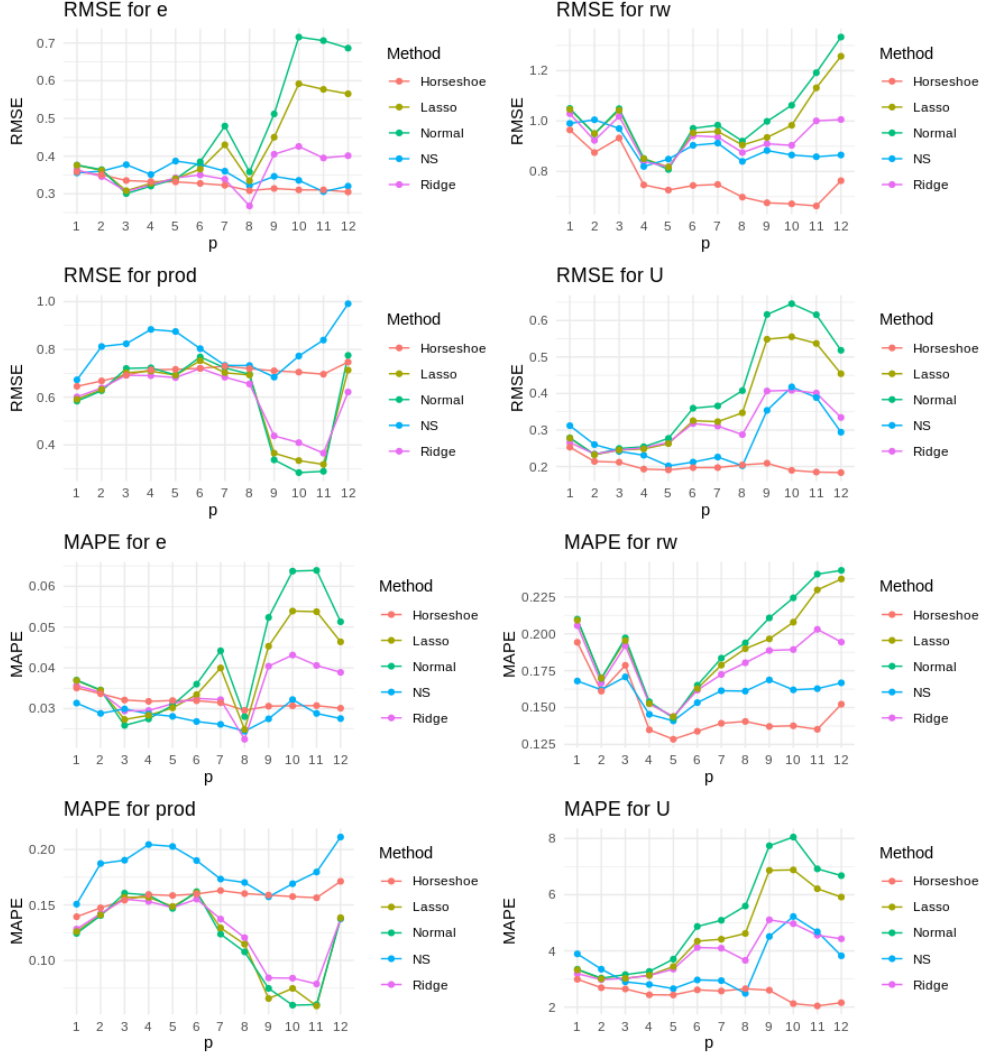 RMSE for e
0.7
0.6
0.5
0.4
0.3
RMSE
1 2 3 4 5 6 7 8 9 10 11 12
p
Method
Horseshoe
Lasso
Normal
NS
Ridge
RMSE for rw
1.2
1.0
0.8
RMSE
1 2 3 4 5 6 7 8 9 10 11 12
p
Method
Horseshoe
Lasso
Normal
NS
Ridge
RMSE for prod
1.0
0.8
0.6
0.4
RMSE
1 2 3 4 5 6 7 8 9 10 11 12
p
Method
Horseshoe
Lasso
Normal
NS
Ridge
RMSE for U
0.6
0.5
0.4
0.3
0.2
RMSE
1 2 3 4 5 6 7 8 9 10 11 12
p
Method
Horseshoe
Lasso
Normal
NS
Ridge
MAPE for e
0.06
0.05
0.04
0.03
MAPE
1 2 3 4 5 6 7 8 9 10 11 12
p
Method
Horseshoe
Lasso
Normal
NS
Ridge
MAPE for rw
0.225
0.200
0.175
0.150
0.125
MAPE
1 2 3 4 5 6 7 8 9 10 11 12
p
Method
Horseshoe
Lasso
Normal
NS
Ridge
MAPE for prod
0.20
0.15
0.10
MAPE
1 2 3 4 5 6 7 8 9 10 11 12
p
Method
Horseshoe
Lasso
Normal
NS
Ridge
MAPE for U
8
6
4
2
MAPE
1 2 3 4 5 6 7 8 9 10 11 12
p
Method
Horseshoe
Lasso
Normal
NS
Ridge